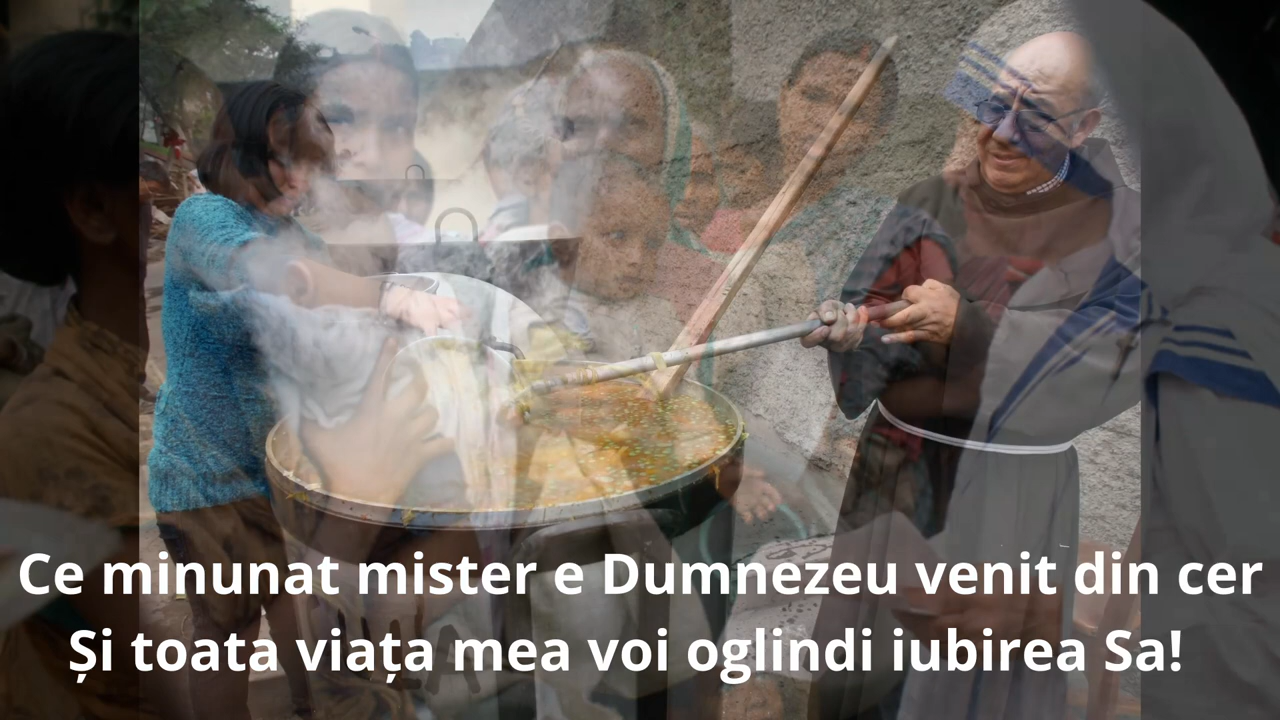 Ce minunat mister e Dumnezeu venit din cer
Și toata viața mea voi oglindi iubirea Sa!